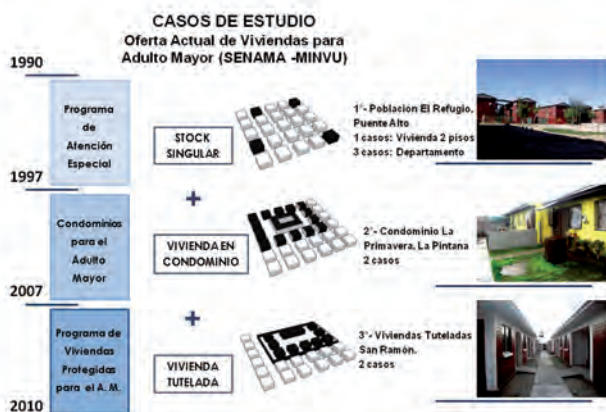 CASOS DE ESTUDIO
Oferta Actual de Viviendas para
Adulto Mayor (SENAMA -MINVU)
1990
Programa
de
Atención
Especial
STOCK
SINGULAR
1°- Población El Refugio,
Puente Alto
1 casos: Vivienda 2 pisos
3 casos: Departamento
1997
+
Condominios
para el
Adulto
Mayor
VIVIENDA EN
CONDOMINIO
2°- Condominio La
Primavera, La Pintana
2 casos
2007
+
Programa de
Viviendas
Protegidas
para el A. M.
VIVIENDA
TUTELADA
3°- Viviendas Tuteladas
San Ramón.
2 casos
2010